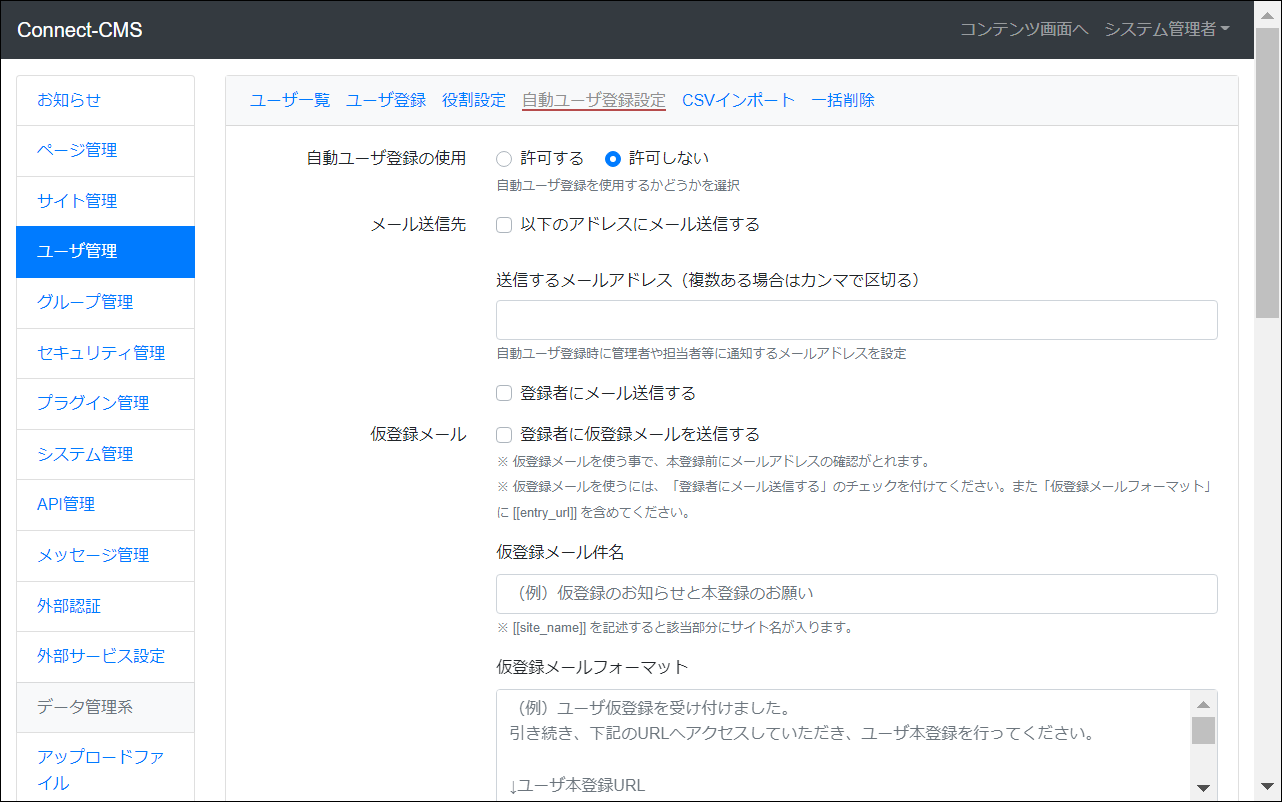 Connect-CMS
コンテンツ画面へ システム管理者
お知らせ
ページ管理
サイト管理
ユーザ管理
グループ管理
セキュリティ管理
プラグイン管理
システム管理
API管理
メッセージ管理
外部認証
外部サービス設定
データ管理系
アップロードファ
イル
ユーザ一覧 ユーザ登録 役割設定 自動ユーザ登録設定 CSVインポート 一括削除
自動ユーザ登録の使用 許可する 許可しない
自動ユーザ登録を使用するかどうかを選択
メール送信先 以下のアドレスにメール送信する
送信するメールアドレス（複数ある場合はカンマで区切る）
自動ユーザ登録時に管理者や担当者等に通知するメールアドレスを設定
登録者にメール送信する
仮登録メール 登録者に仮登録メールを送信する
※ 仮登録メールを使う事で、本登録前にメールアドレスの確認がとれます。
※ 仮登録メールを使うには、「登録者にメール送信する」のチェックを付けてください。また「仮登録メールフォーマット」
に [[entry_url]] を含めてください。
仮登録メール件名
（例）仮登録のお知らせと本登録のお願い
※ [[site_name]] を記述すると該当部分にサイト名が入ります。
仮登録メールフォーマット
（例）ユーザ仮登録を受け付けました。
引き続き、下記のURLへアクセスしていただき、ユーザ本登録を行ってください。
↓ユーザ本登録URL